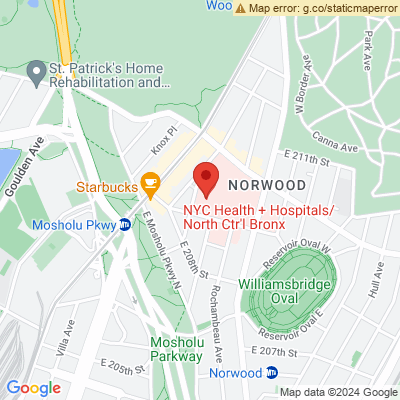 Woo
Map error: g.co/staticmaperror
St. Patrick's Home
Rehabilitation and...
Goulden Ave
Knox Pl
W Border Ave
Park Ave
Canna Ave
E 211th St
Starbucks
NORWOOD
NYC Health + Hospitals/
North Ctr'l Bronx
Mosholu Pkwy
E Mosholu Pkwy N
E 208th St
Reservoir Oval W
Williamsbridge
Oval
Hull Ave
Rochambeau Ave
Reservoir Oval E
Villa Ave
Mosholu
Parkway
E 207th St
E 205th St
Norwood
Google
Map data ©2024 Google